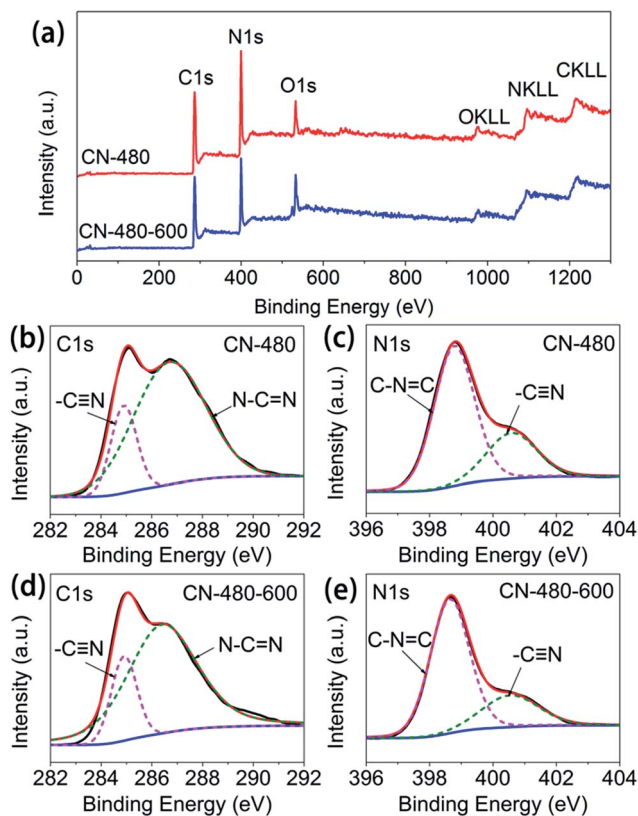 (a)
N1s
C1s
O1s
CKLL
NKLL
OKLL
CN-480
CN-480-600
Intensity (a.u.)
0 200 400 600 800 1000 1200
Binding Energy (eV)
(b)
C1s
CN-480
-C≡N
N-C=N
Intensity (a.u.)
282 284 286 288 290 292
Binding Energy (eV)
(c)
N1s
CN-480
C-N=C
-C≡N
Intensity (a.u.)
396 398 400 402 404
Binding Energy (eV)
(d)
C1s
CN-480-600
-C≡N
N-C=N
Intensity (a.u.)
282 284 286 288 290 292
Binding Energy (eV)
(e)
N1s
CN-480-600
C-N=C
-C≡N
Intensity (a.u.)
396 398 400 402 404
Binding Energy (eV)